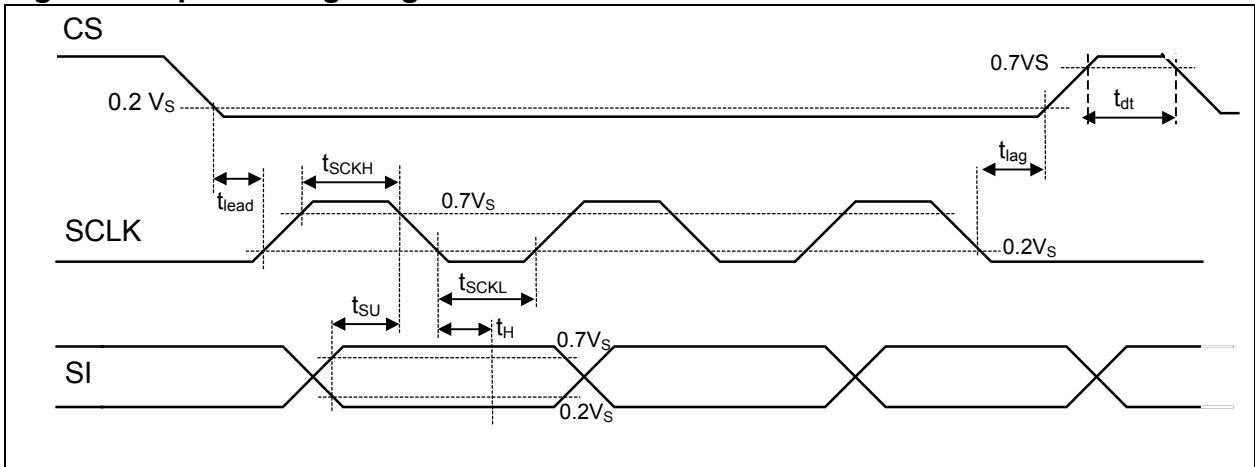 CS
0.7VS
0.2 VS
tdt
tSCKH
tlag
tlead
0.7VS
SCLK
0.2VS
tSCKL
tSU
tH
0.7VS
SI
0.2VS